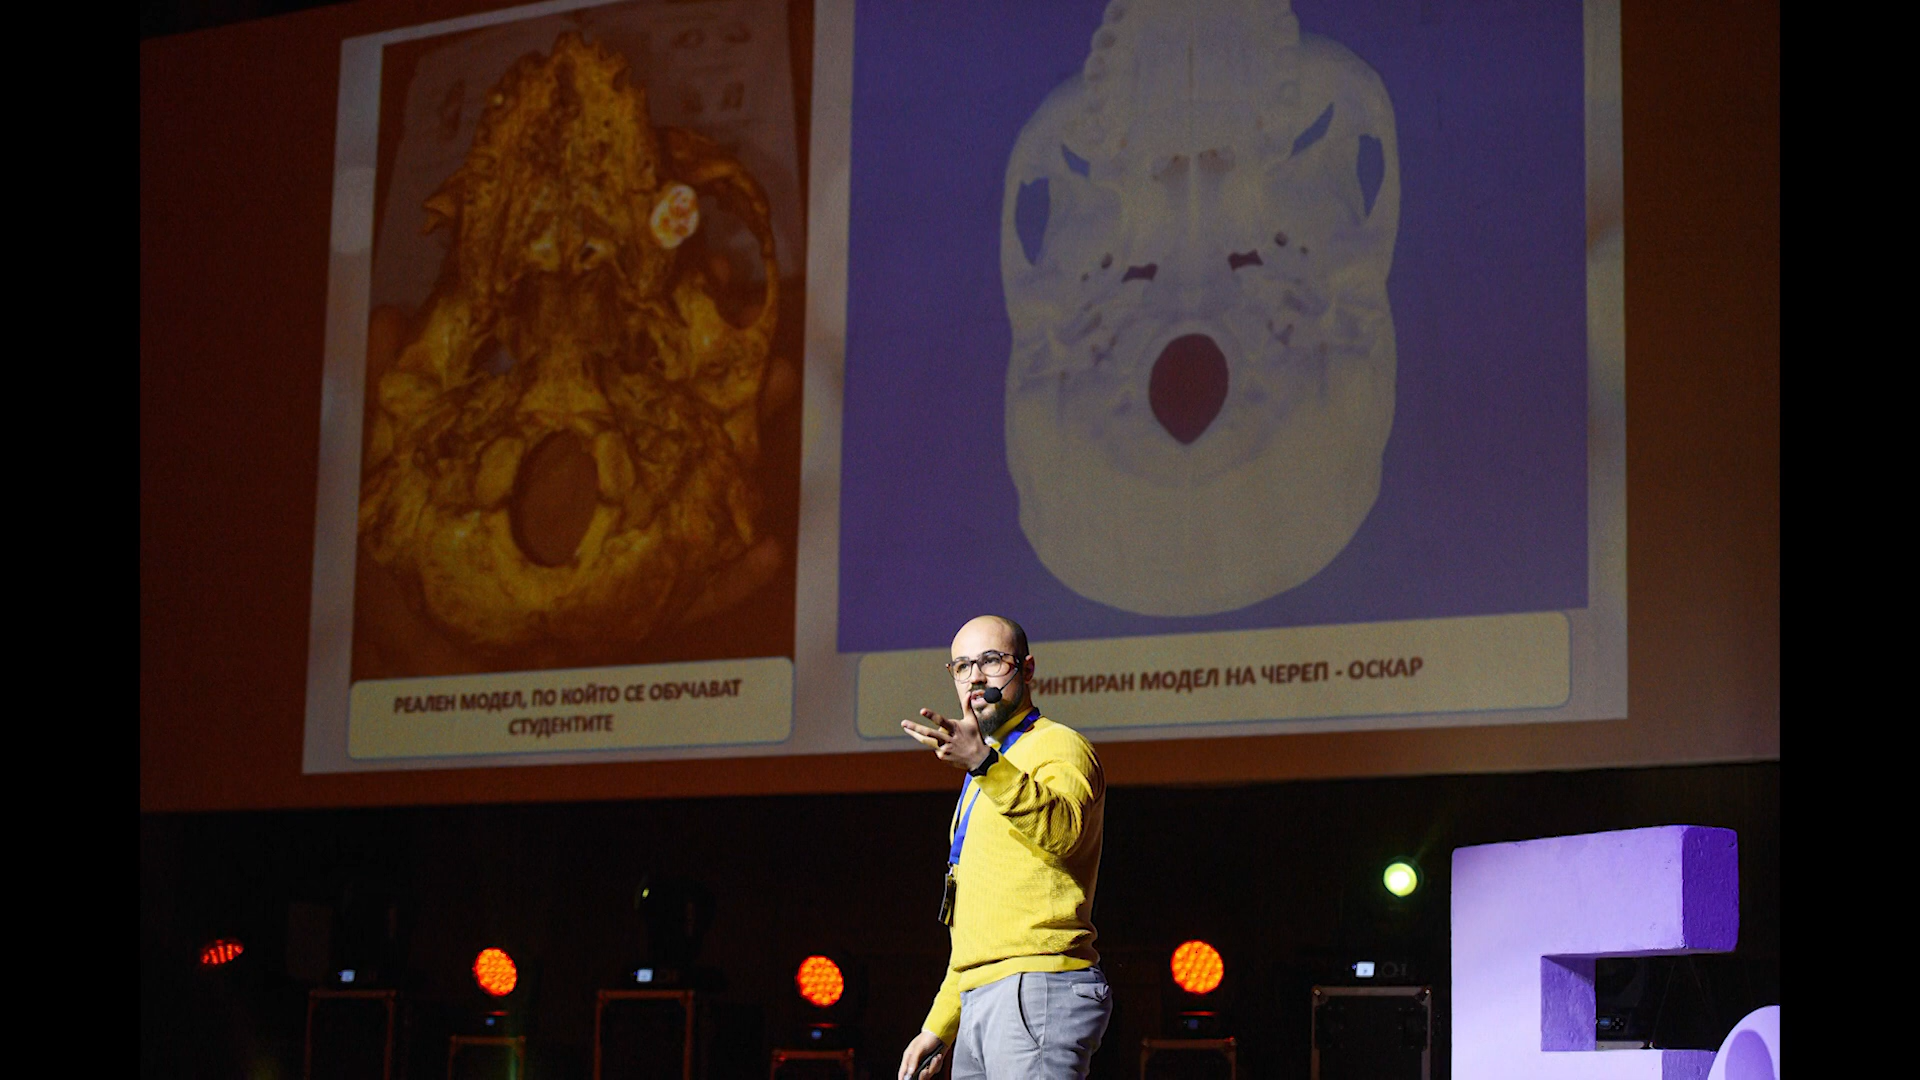 РЕАЛЕН МОДЕЛ, ПО КОЙТО СЕ ОБУЧАВАТ
СТУДЕНТИТЕ
РИНТИРАН МОДЕЛ НА ЧЕРЕП - ОСКАР
E